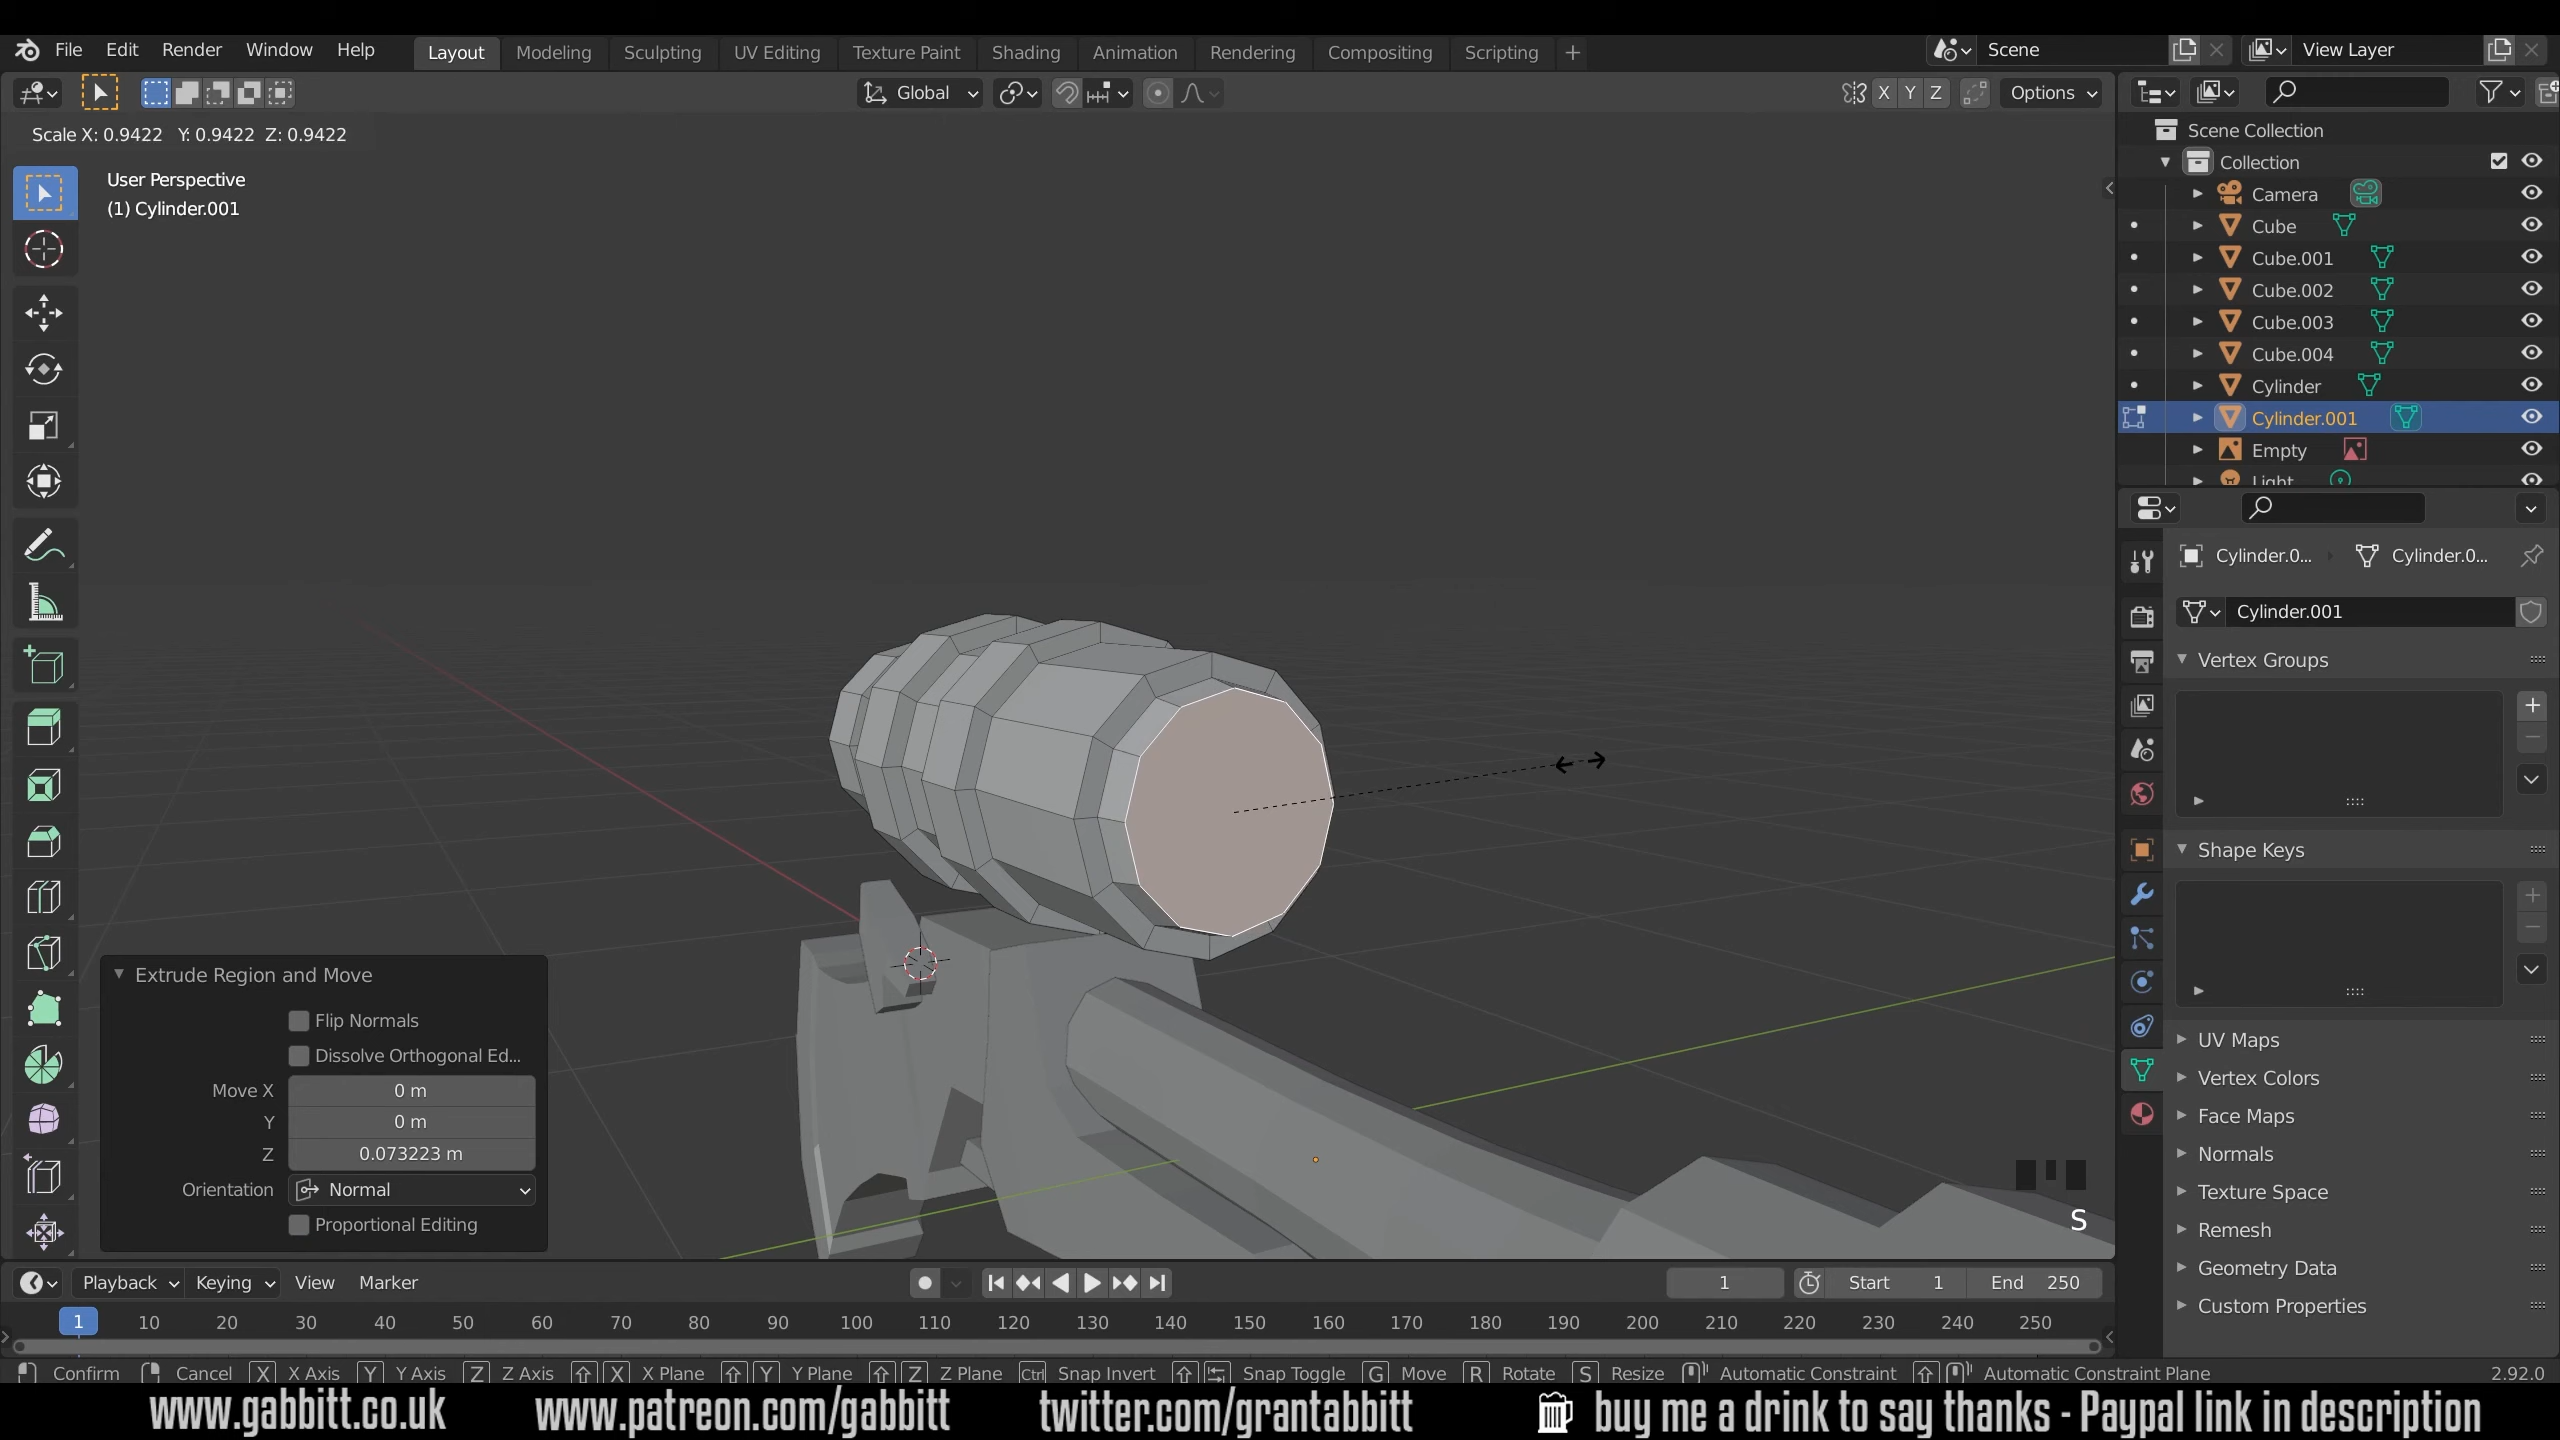 File Edit Render Window Help Layout Modeling Sculpting UV Editing Texture Paint Shading Animation Rendering Compositing Scripting + Scene View Layer
Global X Y Z Options
Scale X: 0.9422 Y: 0.9422 Z: 0.9422
User Perspective
(1) Cylinder.001
Scene Collection
Collection
Camera
Cube
Cube.001
Cube.002
Cube.003
Cube.004
Cylinder
Cylinder.001
Empty
Light
Cylinder.0... Cylinder.0...
Cylinder.001
Vertex Groups
Shape Keys
UV Maps
Vertex Colors
Face Maps
Normals
Texture Space
Remesh
Geometry Data
Custom Properties
Extrude Region and Move
Flip Normals
Dissolve Orthogonal Ed...
Move X 0 m
Y 0 m
Z 0.073223 m
Orientation Normal
Proportional Editing
S
Playback Keying View Marker 1 Start 1 End 250
1 10 20 30 40 50 60 70 80 90 100 110 120 130 140 150 160 170 180 190 200 210 220 230 240 250
Confirm Cancel X X Axis Y Y Axis Z Z Axis X X Plane Y Y Plane Z Z Plane Ctrl Snap Invert Snap Toggle G Move R Rotate S Resize Automatic Constraint Automatic Constraint Plane 2.92.0
www.gabbitt.co.uk www.patreon.com/gabbitt twitter.com/grantabbitt buy me a drink to say thanks - Paypal link in description